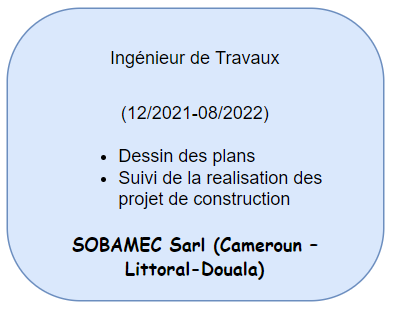 Ingénieur de Travaux
(12/2021-08/2022)
• Dessin des plans
• Suivi de la realisation des
projet de construction
SOBAMEC Sarl (Cameroun –
Littoral-Douala)